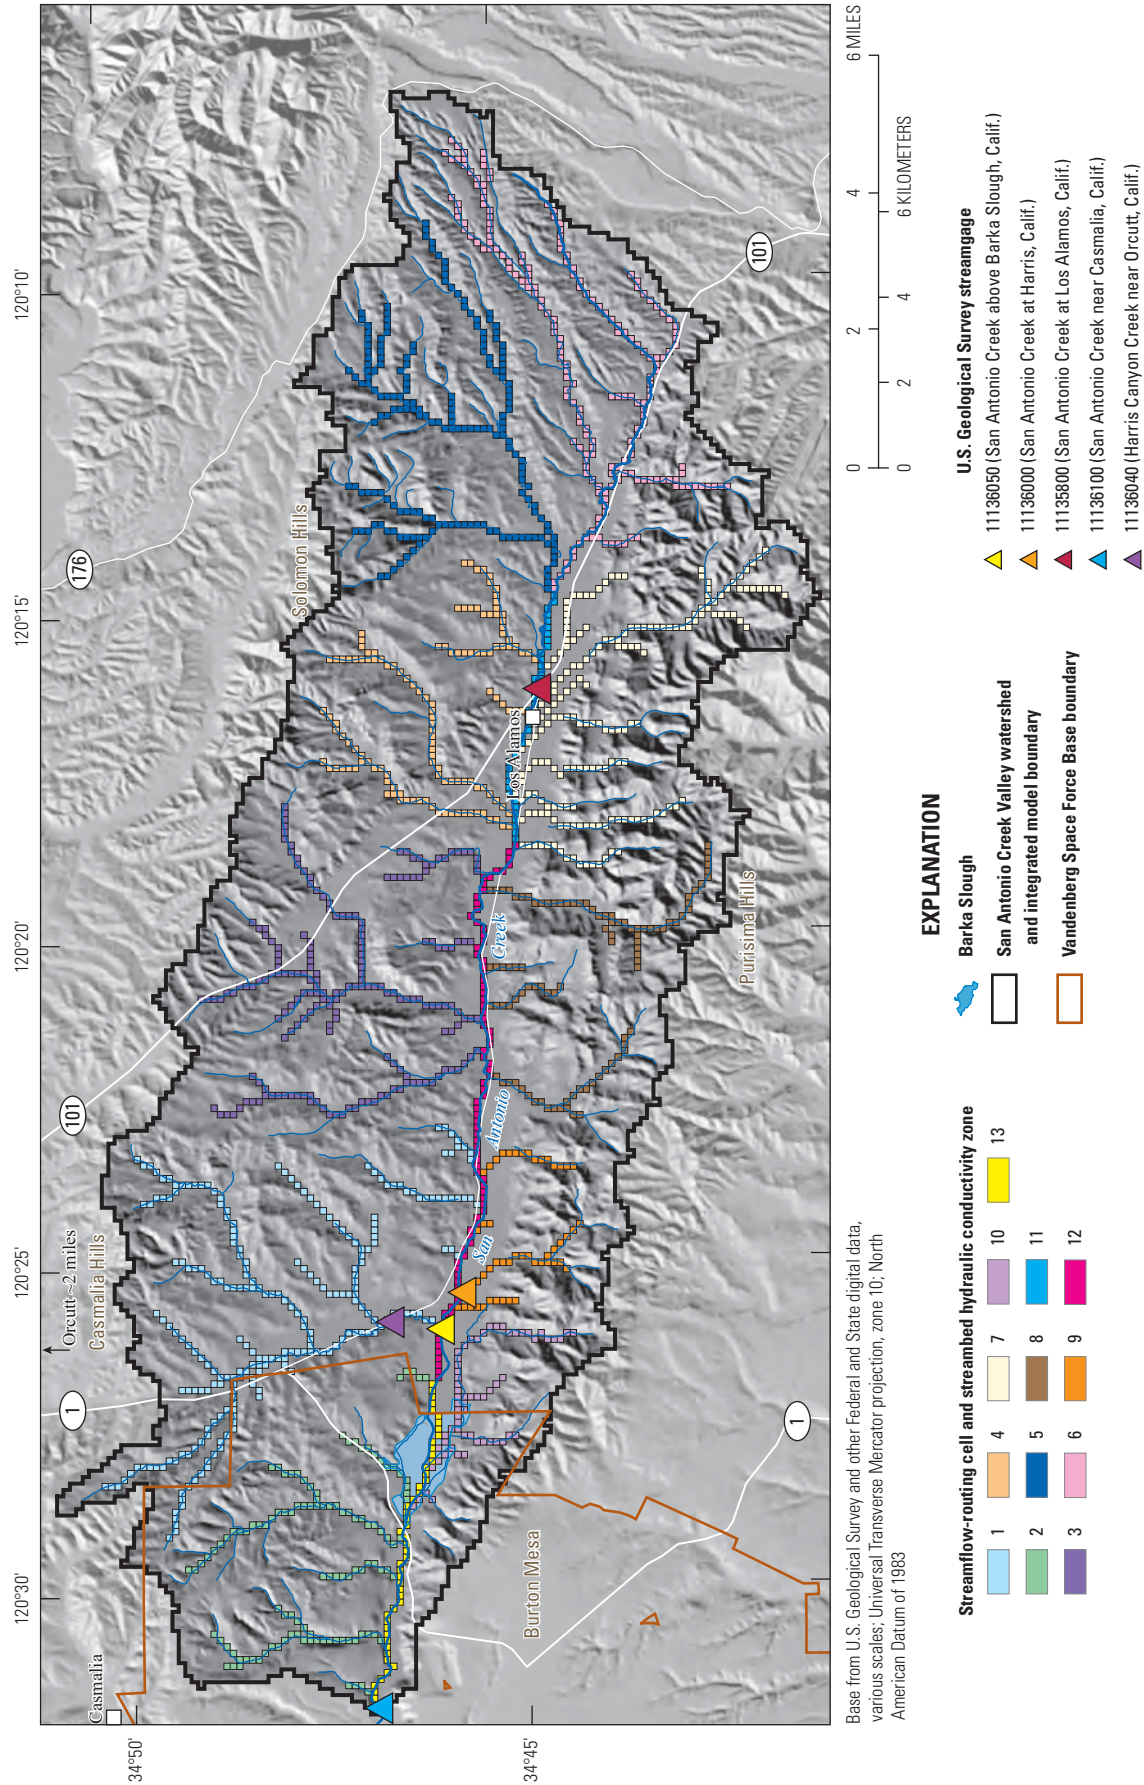 120°30'
120°25'
120°20'
120°15'
120°10'
34°50'
34°45'
Casmalia
1
Orcutt ~2 miles
Casmalia Hills
101
176
Solomon Hills
Los Alamos
San
Antonio
Creek
Purisima Hills
Burton Mesa
1
101
Base from U.S. Geological Survey and other Federal and State digital data,
various scales; Universal Transverse Mercator projection, zone 10; North
American Datum of 1983
0 2 4 6 MILES
0 2 4 6 KILOMETERS
EXPLANATION
Streamflow-routing cell and streambed hydraulic conductivity zone
1 4 7 10 13
2 5 8 11
3 6 9 12
Barka Slough
San Antonio Creek Valley watershed
and integrated model boundary
Vandenberg Space Force Base boundary
U.S. Geological Survey streamgage
11136050 (San Antonio Creek above Barka Slough, Calif.)
11136000 (San Antonio Creek at Harris, Calif.)
11135800 (San Antonio Creek at Los Alamos, Calif.)
11136100 (San Antonio Creek near Casmalia, Calif.)
11136040 (Harris Canyon Creek near Orcutt, Calif.)